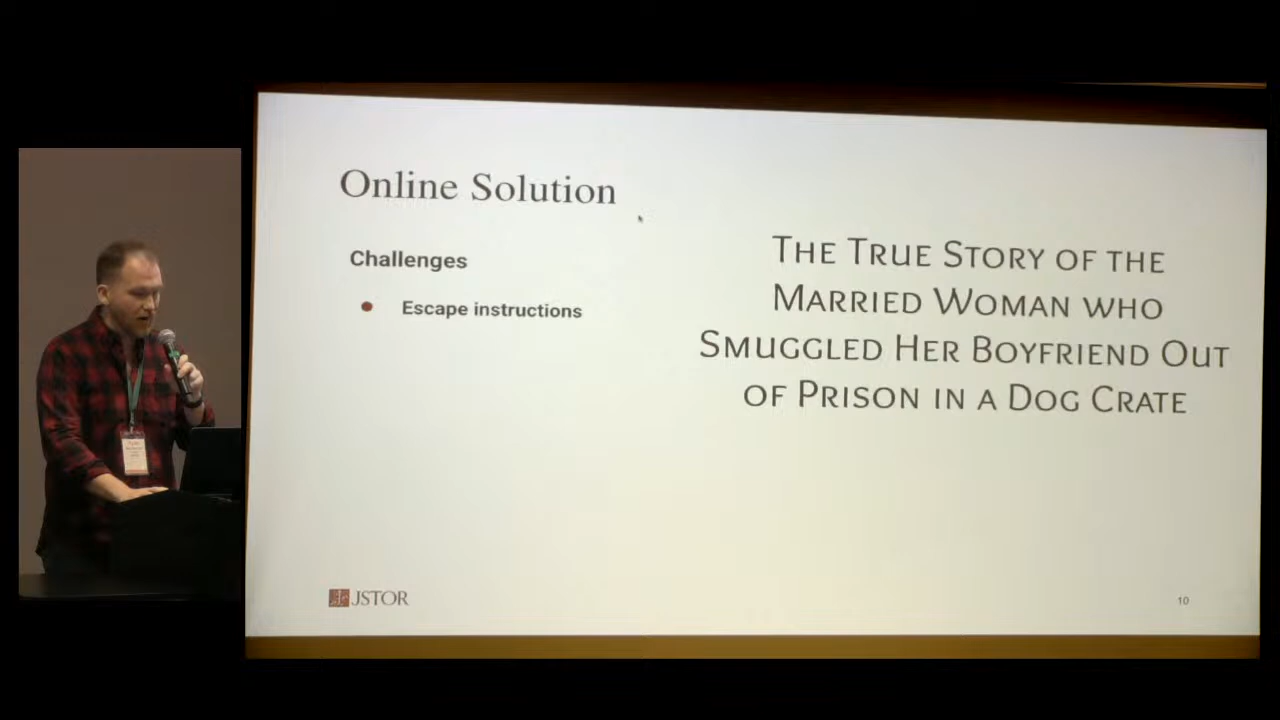 Online Solution
Challenges
Escape instructions
The True Story of the
Married Woman who
Smuggled Her Boyfriend Out
of Prison in a Dog Crate
JSTOR
10